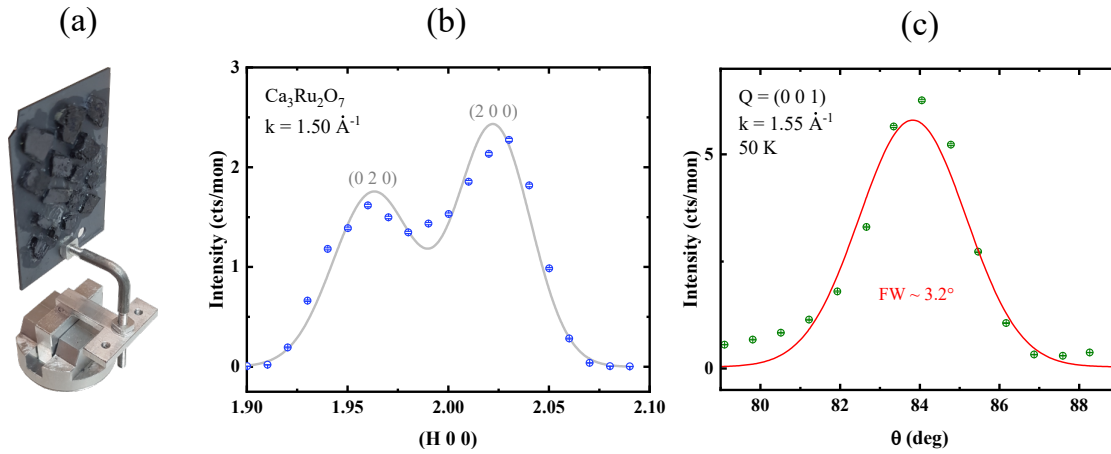 (a)
(b)
(c)
Ca₃Ru₂O₇
k = 1.50 Å⁻¹
(0 2 0)
(2 0 0)
Intensity (cts/mon)
3
2
1
0
1.90 1.95 2.00 2.05 2.10
(H 0 0)
Q = (0 0 1)
k = 1.55 Å⁻¹
50 K
FW ~ 3.2°
Intensity (cts/mon)
5
0
80 82 84 86 88
θ (deg)